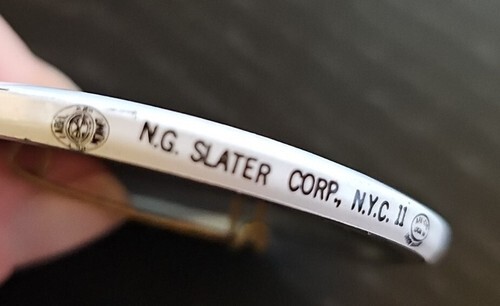 N.G. SLATER CORP., N.Y.C. 11